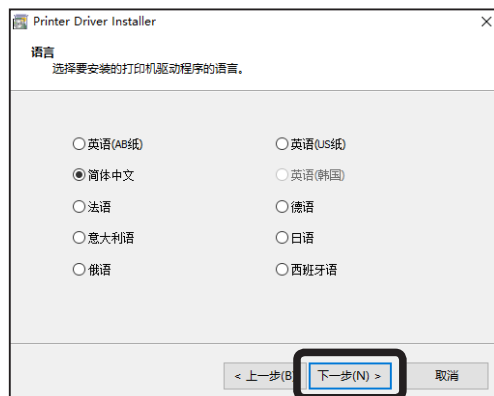 Printer Driver Installer
语言
选择要安装的打印机驱动程序的语言。
英语(AB纸) 英语(US纸)
简体中文 英语(韩国)
法语 德语
意大利语 日语
俄语 西班牙语
< 上一步(B 下一步(N) > 取消